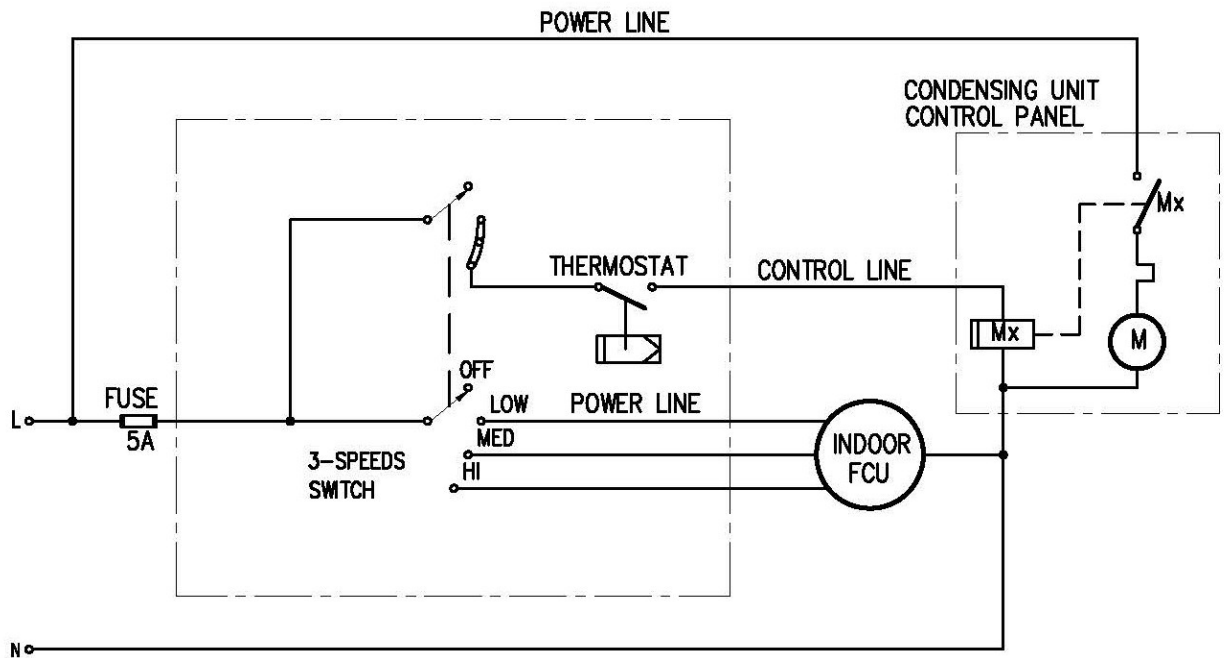 POWER LINE
CONDENSING UNIT
CONTROL PANEL
Mx
THERMOSTAT
CONTROL LINE
Mx
M
OFF
FUSE
LOW
POWER LINE
L
5A
MED
INDOOR
FCU
3-SPEEDS
SWITCH
HI
N